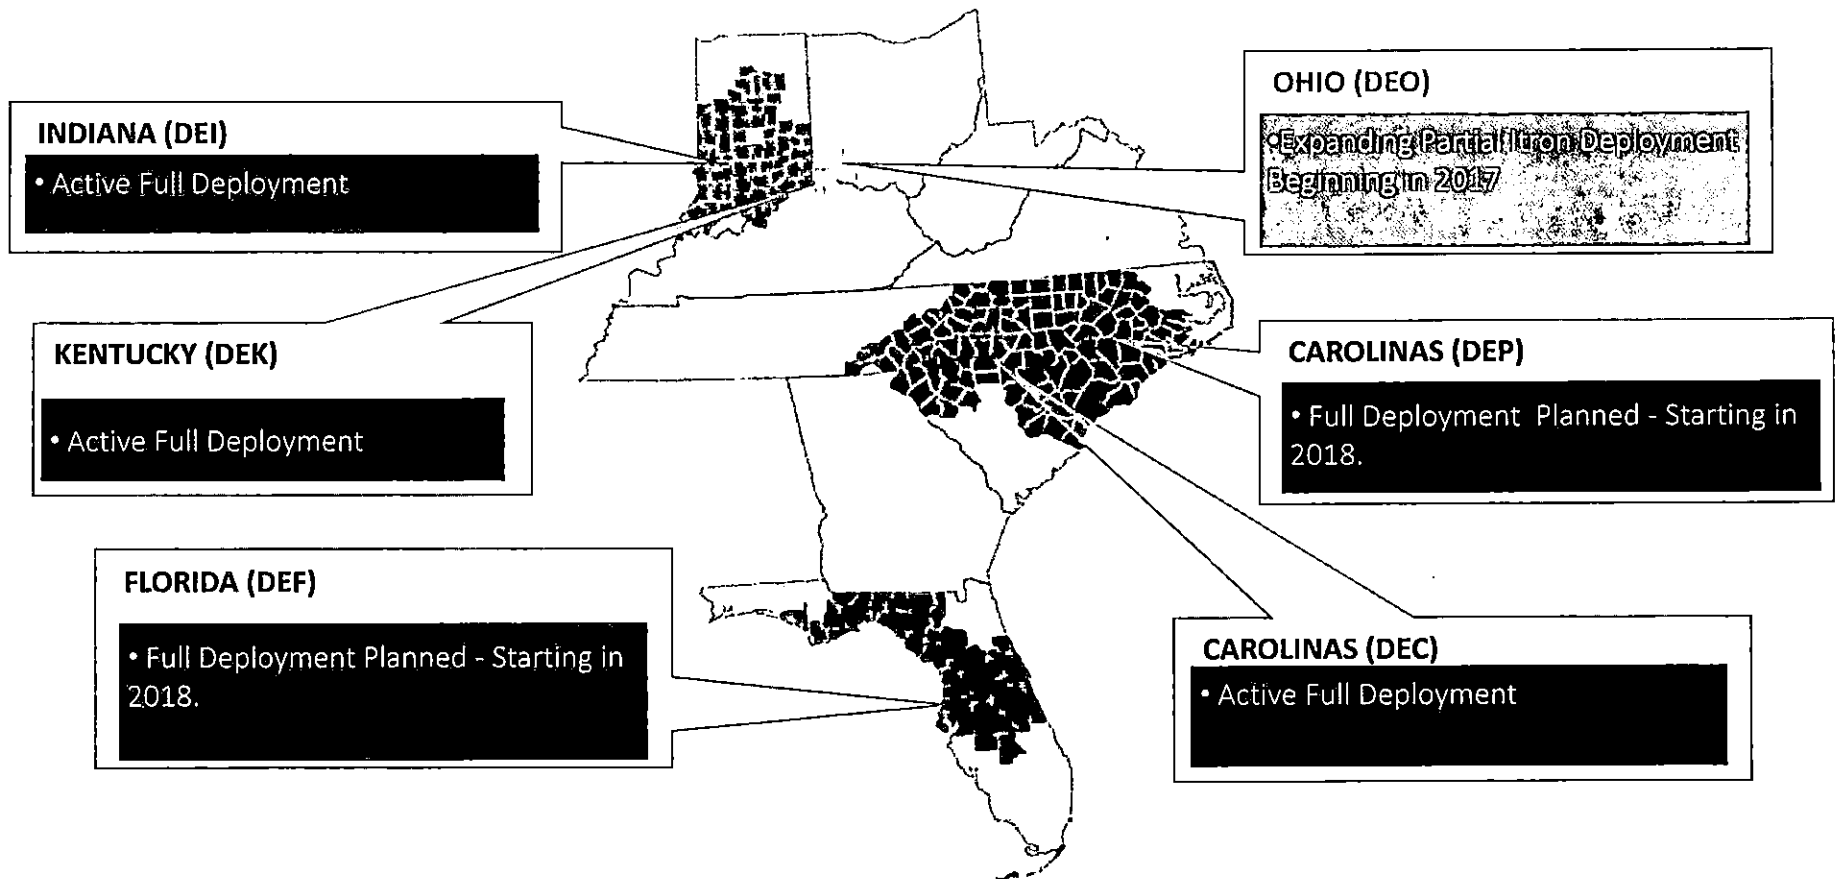 INDIANA (DEI)
• Active Full Deployment
OHIO (DEO)
•Expanding Partial Itron Deployment
Beginning in 2017
KENTUCKY (DEK)
• Active Full Deployment
CAROLINAS (DEP)
• Full Deployment Planned - Starting in
2018.
FLORIDA (DEF)
• Full Deployment Planned - Starting in
2018.
CAROLINAS (DEC)
• Active Full Deployment